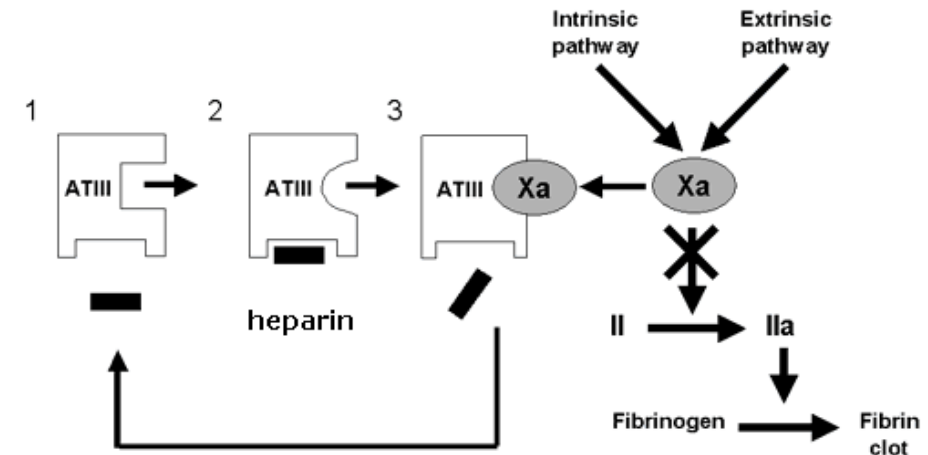 Intrinsic
pathway
Extrinsic
pathway
1
2
3
ATIII
ATIII
ATIII
Xa
Xa
heparin
II
IIa
Fibrinogen
Fibrin
clot